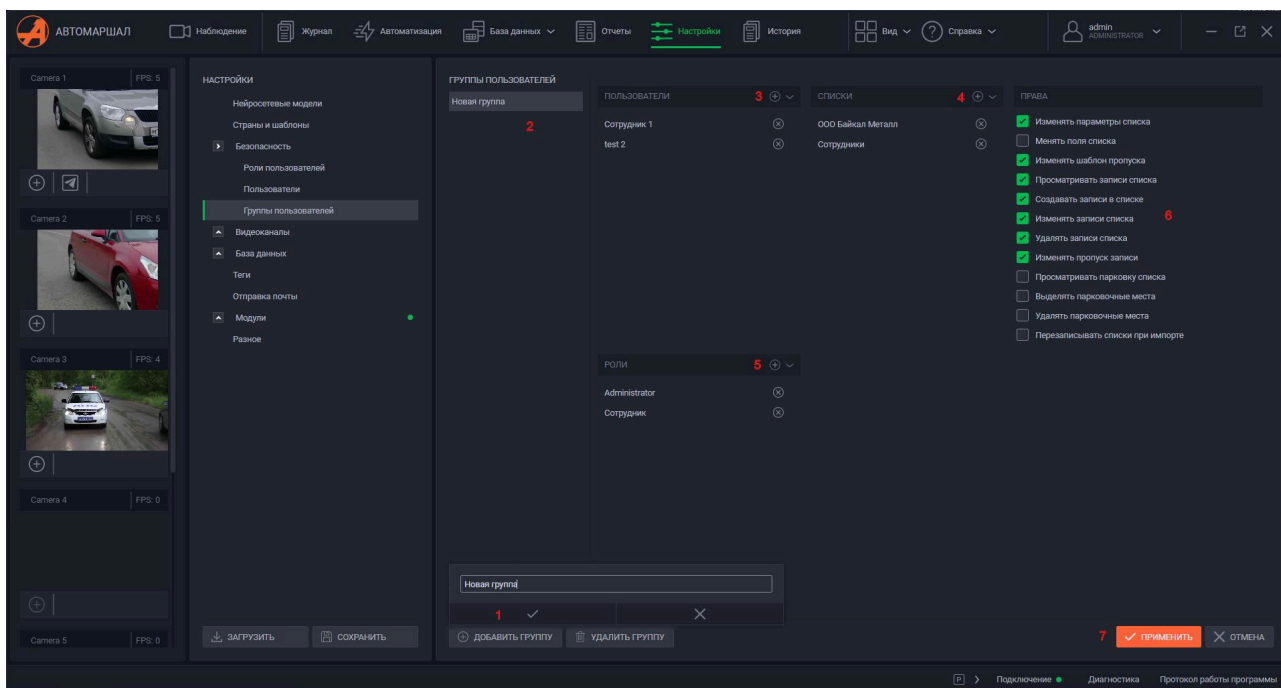 АВТОМАРШАЛ
Наблюдение
Журнал
Автоматизация
База данных
Отчеты
Настройки
История
Вид
? Справка
admin
ADMINISTRATOR
Camera 1 FPS: 5
Camera 2 FPS: 5
Camera 3 FPS: 4
Camera 4 FPS: 0
Camera 5 FPS: 0
НАСТРОЙКИ
Нейросетевые модели
Страны и шаблоны
Безопасность
Роли пользователей
Пользователи
Группы пользователей
Видеоканалы
База данных
Теги
Отправка почты
Модули
Разное
ЗАГРУЗИТЬ
СОХРАНИТЬ
ГРУППЫ ПОЛЬЗОВАТЕЛЕЙ
Новая группа
2
ПОЛЬЗОВАТЕЛИ 3
Сотрудник 1
test 2
СПИСКИ 4
ООО Байкал Металл
Сотрудники
ПРАВА
Изменять параметры списка
Менять поля списка
Изменять шаблон пропуска
Просматривать записи списка
Создавать записи в списке
Изменять записи списка
6
Удалять записи списка
Изменять пропуск записи
Просматривать парковку списка
Выделять парковочные места
Удалять парковочные места
Перезаписывать списки при импорте
РОЛИ 5
Administrator
Сотрудник
Новая группа
1
ДОБАВИТЬ ГРУППУ
УДАЛИТЬ ГРУППУ
7
ПРИМЕНИТЬ
ОТМЕНА
P
Подключение
Диагностика
Протокол работы программы